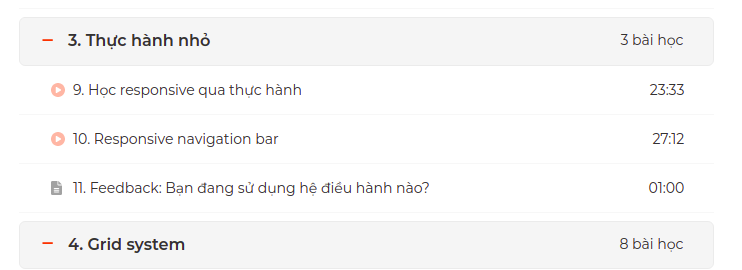 3. Thực hành nhỏ 3 bài học
9. Học responsive qua thực hành 23:33
10. Responsive navigation bar 27:12
11. Feedback: Bạn đang sử dụng hệ điều hành nào? 01:00
4. Grid system 8 bài học